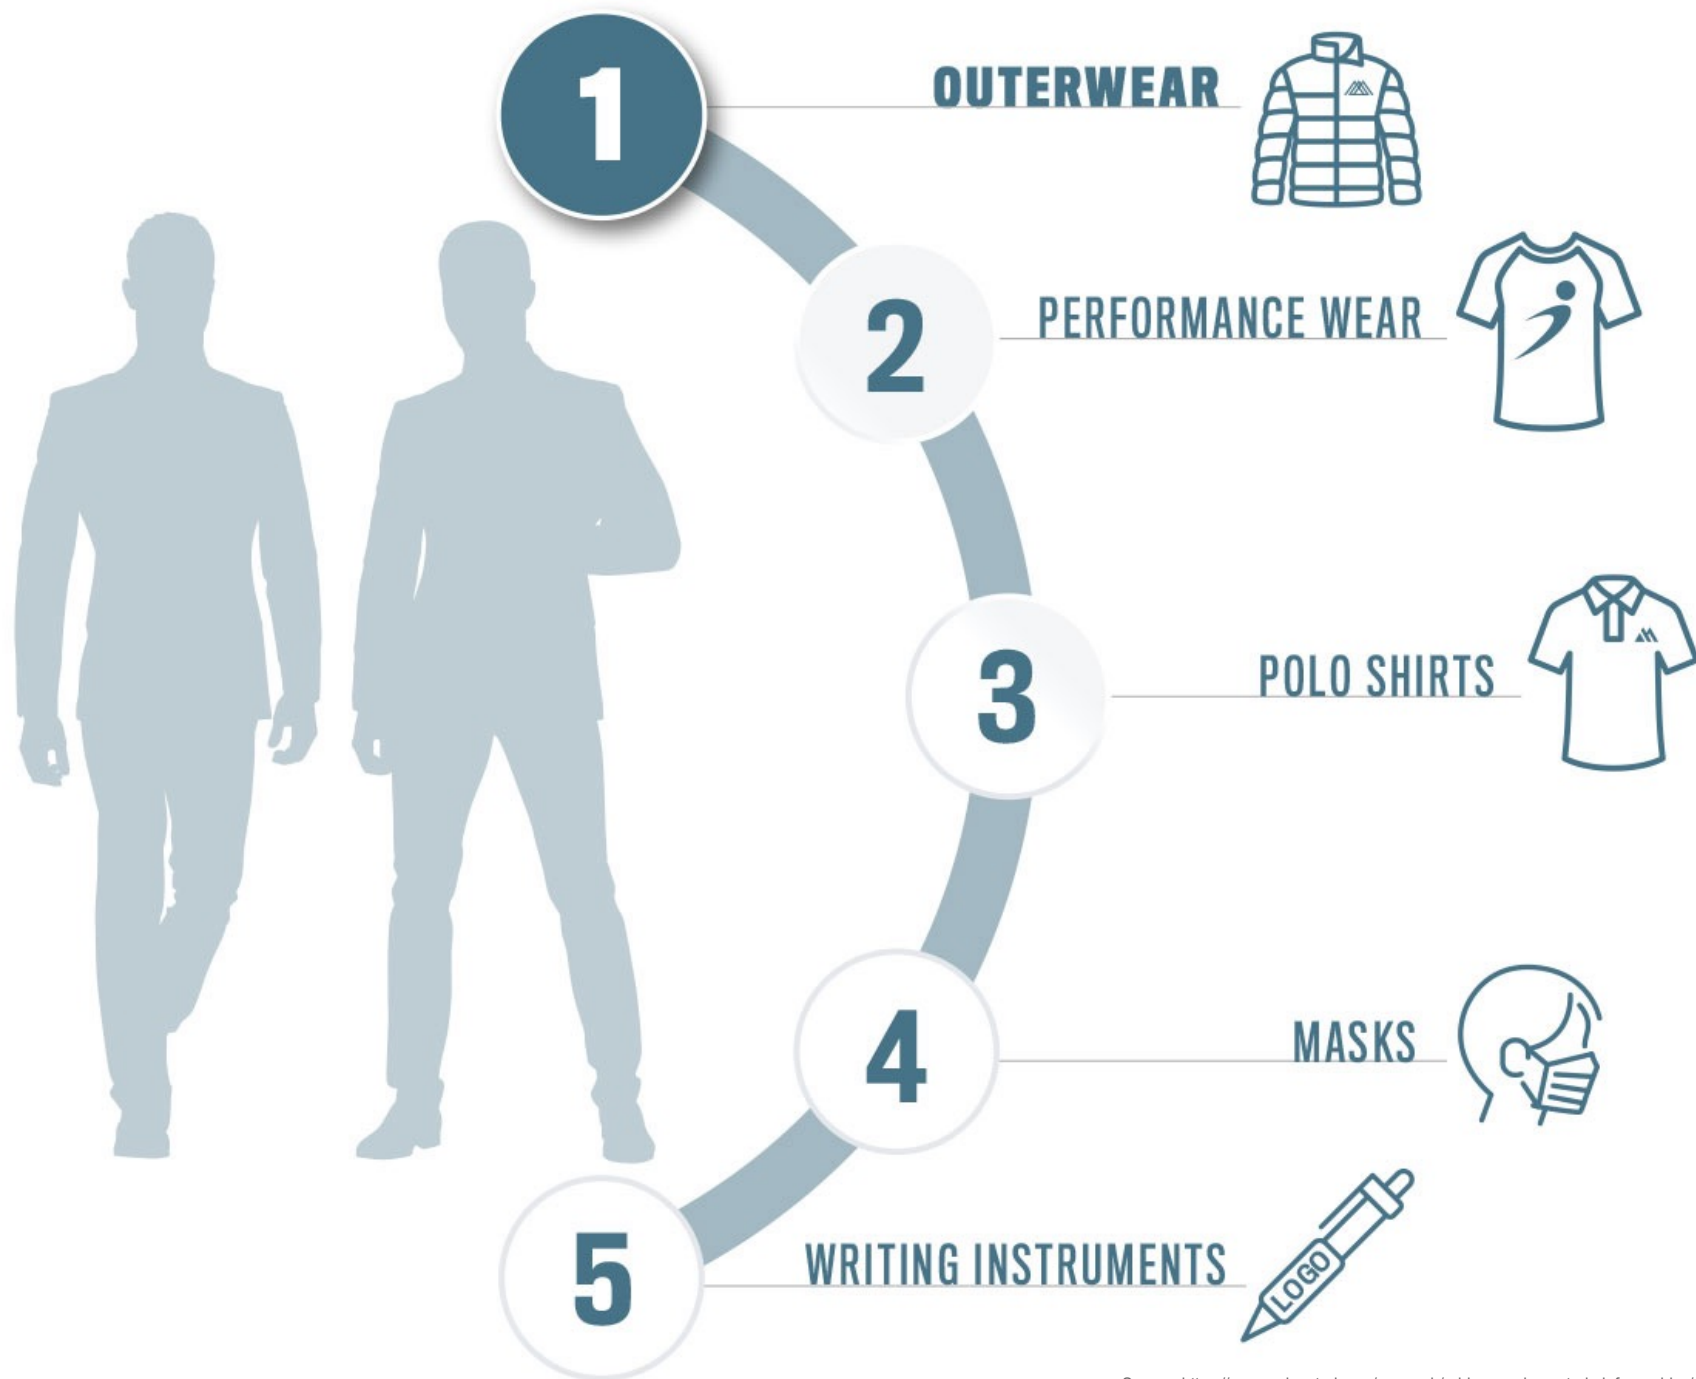 1
OUTERWEAR
2
PERFORMANCE WEAR
3
POLO SHIRTS
4
MASKS
5
WRITING INSTRUMENTS
LOGO